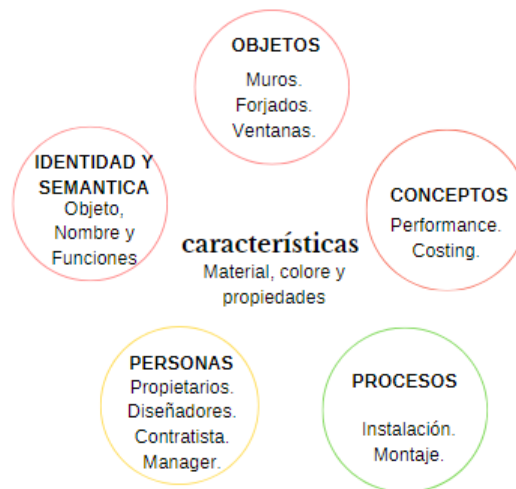 OBJETOS
Muros.
Forjados.
Ventanas.
IDENTIDAD Y
SEMANTICA
Objeto,
Nombre y
Funciones
CONCEPTOS
Performance.
Costing.
características
Material, colore y
propiedades
PERSONAS
Propietarios.
Diseñadores.
Contratista.
Manager.
PROCESOS
Instalación.
Montaje.